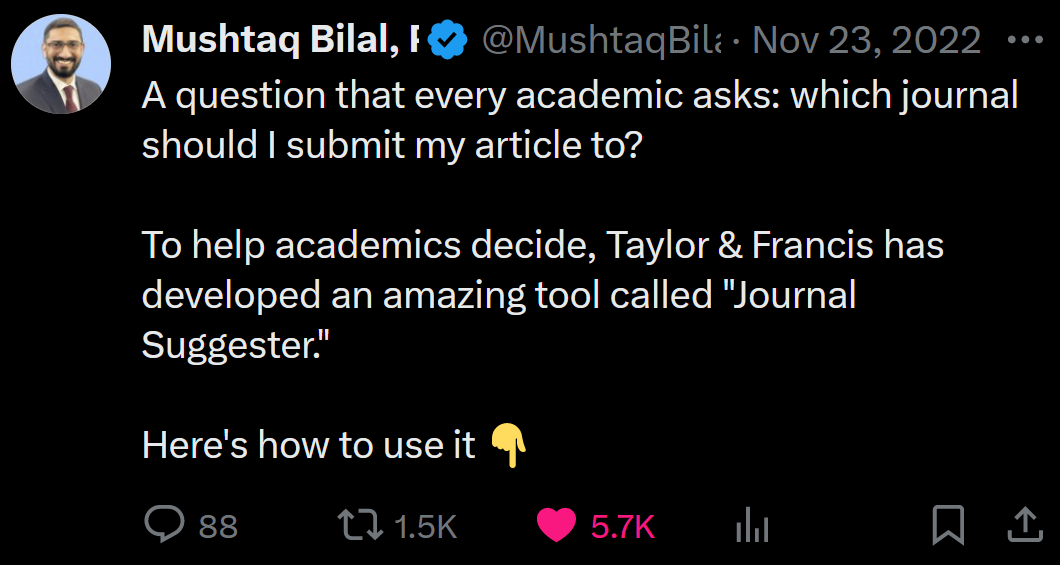 Mushtaq Bilal, @MushtaqBila · Nov 23, 2022
A question that every academic asks: which journal
should I submit my article to?
To help academics decide, Taylor & Francis has
developed an amazing tool called "Journal
Suggester."
Here's how to use it 👇
88 1.5K 5.7K